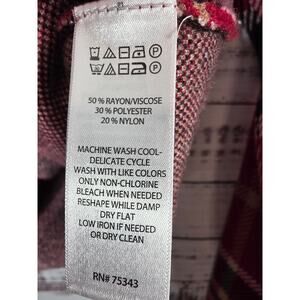 50% RAYON/VISCOSE
30% POLYESTER
20% NYLON
MACHINE WASH COOL-
DELICATE CYCLE
WASH WITH LIKE COLORS
ONLY NON-CHLORINE
BLEACH WHEN NEEDED
RESHAPE WHILE DAMP
DRY FLAT
LOW IRON IF NEEDED
OR DRY CLEAN
RN# 75343